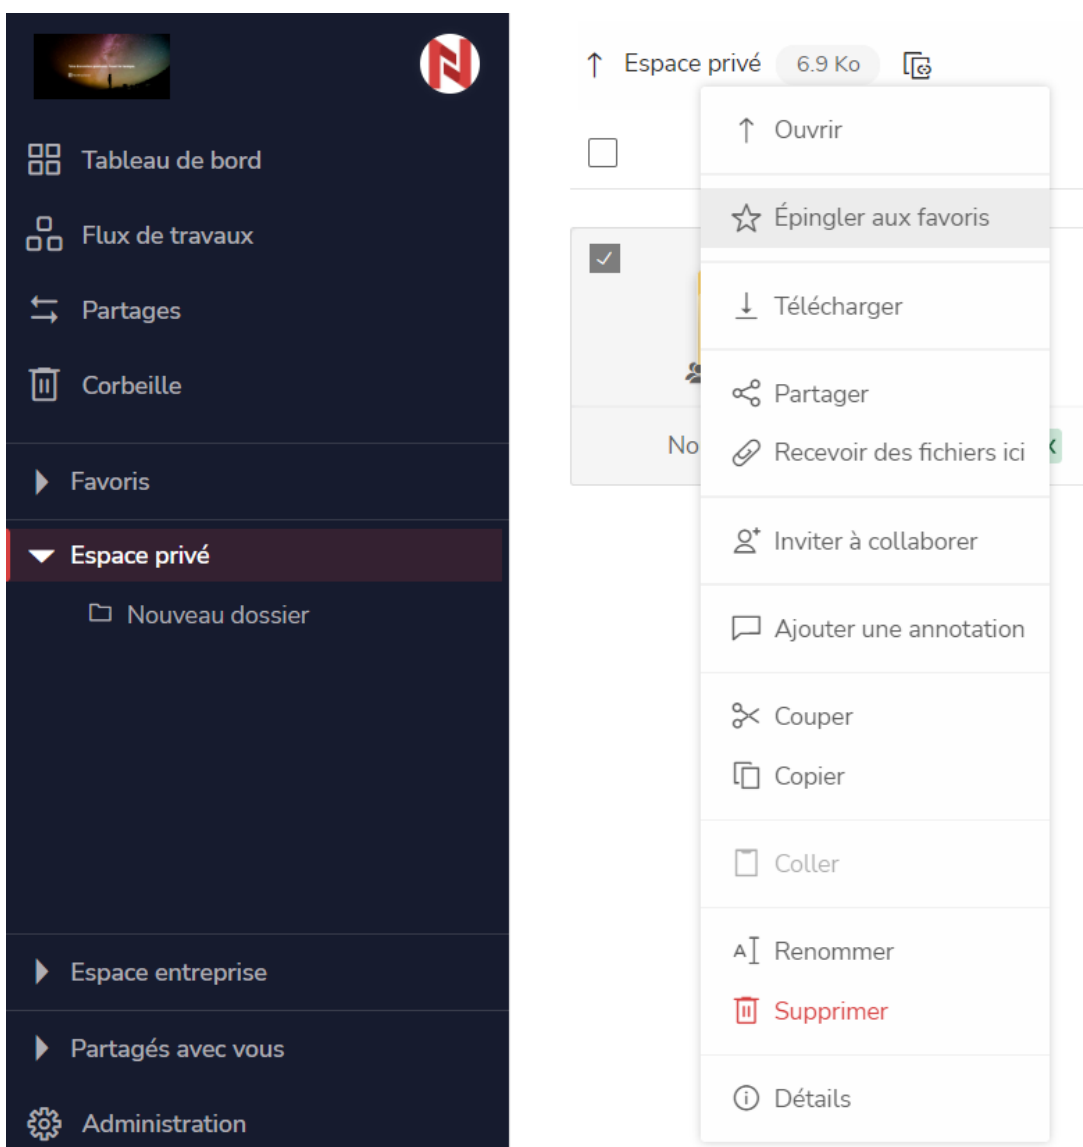 Tableau de bord
Flux de travaux
Partages
Corbeille
Favoris
Espace privé
Nouveau dossier
Espace entreprise
Partagés avec vous
Administration
Espace privé 6.9 Ko
Ouvrir
Épingler aux favoris
Télécharger
Partager
No
Recevoir des fichiers ici
Inviter à collaborer
Ajouter une annotation
Couper
Copier
Coller
Renommer
Supprimer
Détails